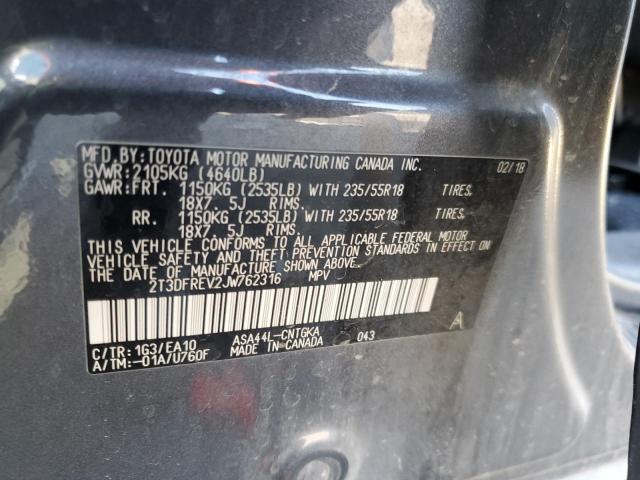 MFD.BY:TOYOTA MOTOR MANUFACTURING CANADA INC. 02/18
GVWR:2105KG (4640LB)
GAWR:FRT. 1150KG (2535LB) WITH 235/55R18 TIRES.
18X7. 5J RIMS.
RR. 1150KG (2535LB) WITH 235/55R18 TIRES.
18X7. 5J RIMS.
THIS VEHICLE CONFORMS TO ALL APPLICABLE FEDERAL MOTOR
VEHICLE SAFETY AND THEFT PREVENTION STANDARDS IN EFFECT ON
THE DATE OF MANUFACTURE SHOWN ABOVE.
2T3DFREV2JW762316 MPV
A
ASA44L-CNTGKA 043
C/TR:1G3/EA10 MADE IN CANADA
A/TM:-01A/U760F